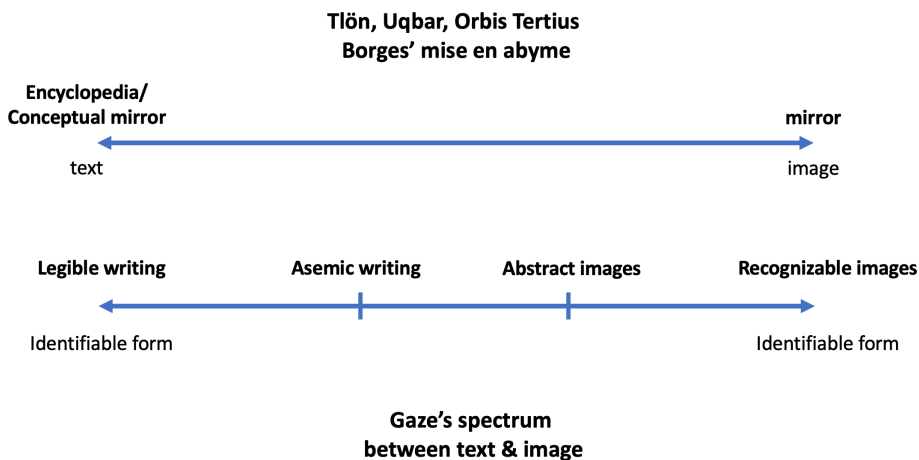 Tlön, Uqbar, Orbis Tertius
Borges’ mise en abyme
Encyclopedia/
Conceptual mirror
mirror
text
image
Legible writing
Asemic writing
Abstract images
Recognizable images
Identifiable form
Identifiable form
Gaze’s spectrum
between text & image